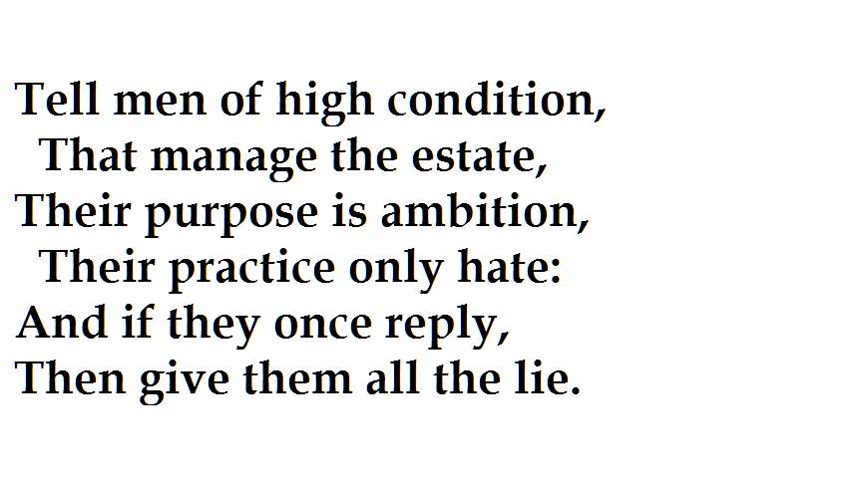 Tell men of high condition,
That manage the estate,
Their purpose is ambition,
Their practice only hate:
And if they once reply,
Then give them all the lie.